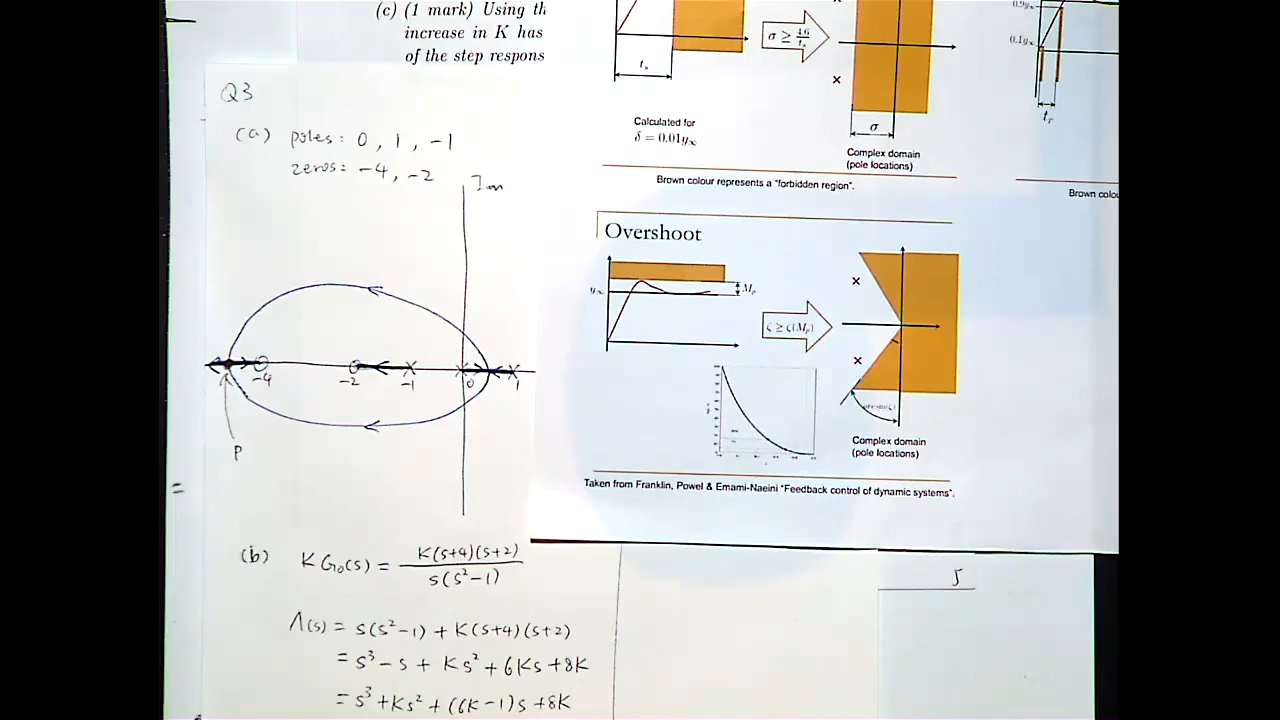 (c) (1 mark) Using th
increase in K has
of the step respons
Q3
(a) poles: 0, 1, -1
zeros: -4, -2
Im
-4
-2
-1
0
1
P
(b) K G₀(s) = K(s+4)(s+2) / s(s²-1)
Λ(s) = s(s²-1) + K(s+4)(s+2)
= s³ - s + Ks² + 6Ks + 8K
= s³ + Ks² + (6K-1)s + 8K
tₛ
σ ≥ 4.6/tₛ
Calculated for
δ = 0.01y∞
σ
Complex domain
(pole locations)
Brown colour represents a "forbidden region".
0.9y∞
0.1y∞
tᵣ
Brown colou
Overshoot
y∞
Mₚ
ζ ≥ ζ(Mₚ)
Complex domain
(pole locations)
Taken from Franklin, Powel & Emami-Naeini "Feedback control of dynamic systems".
5